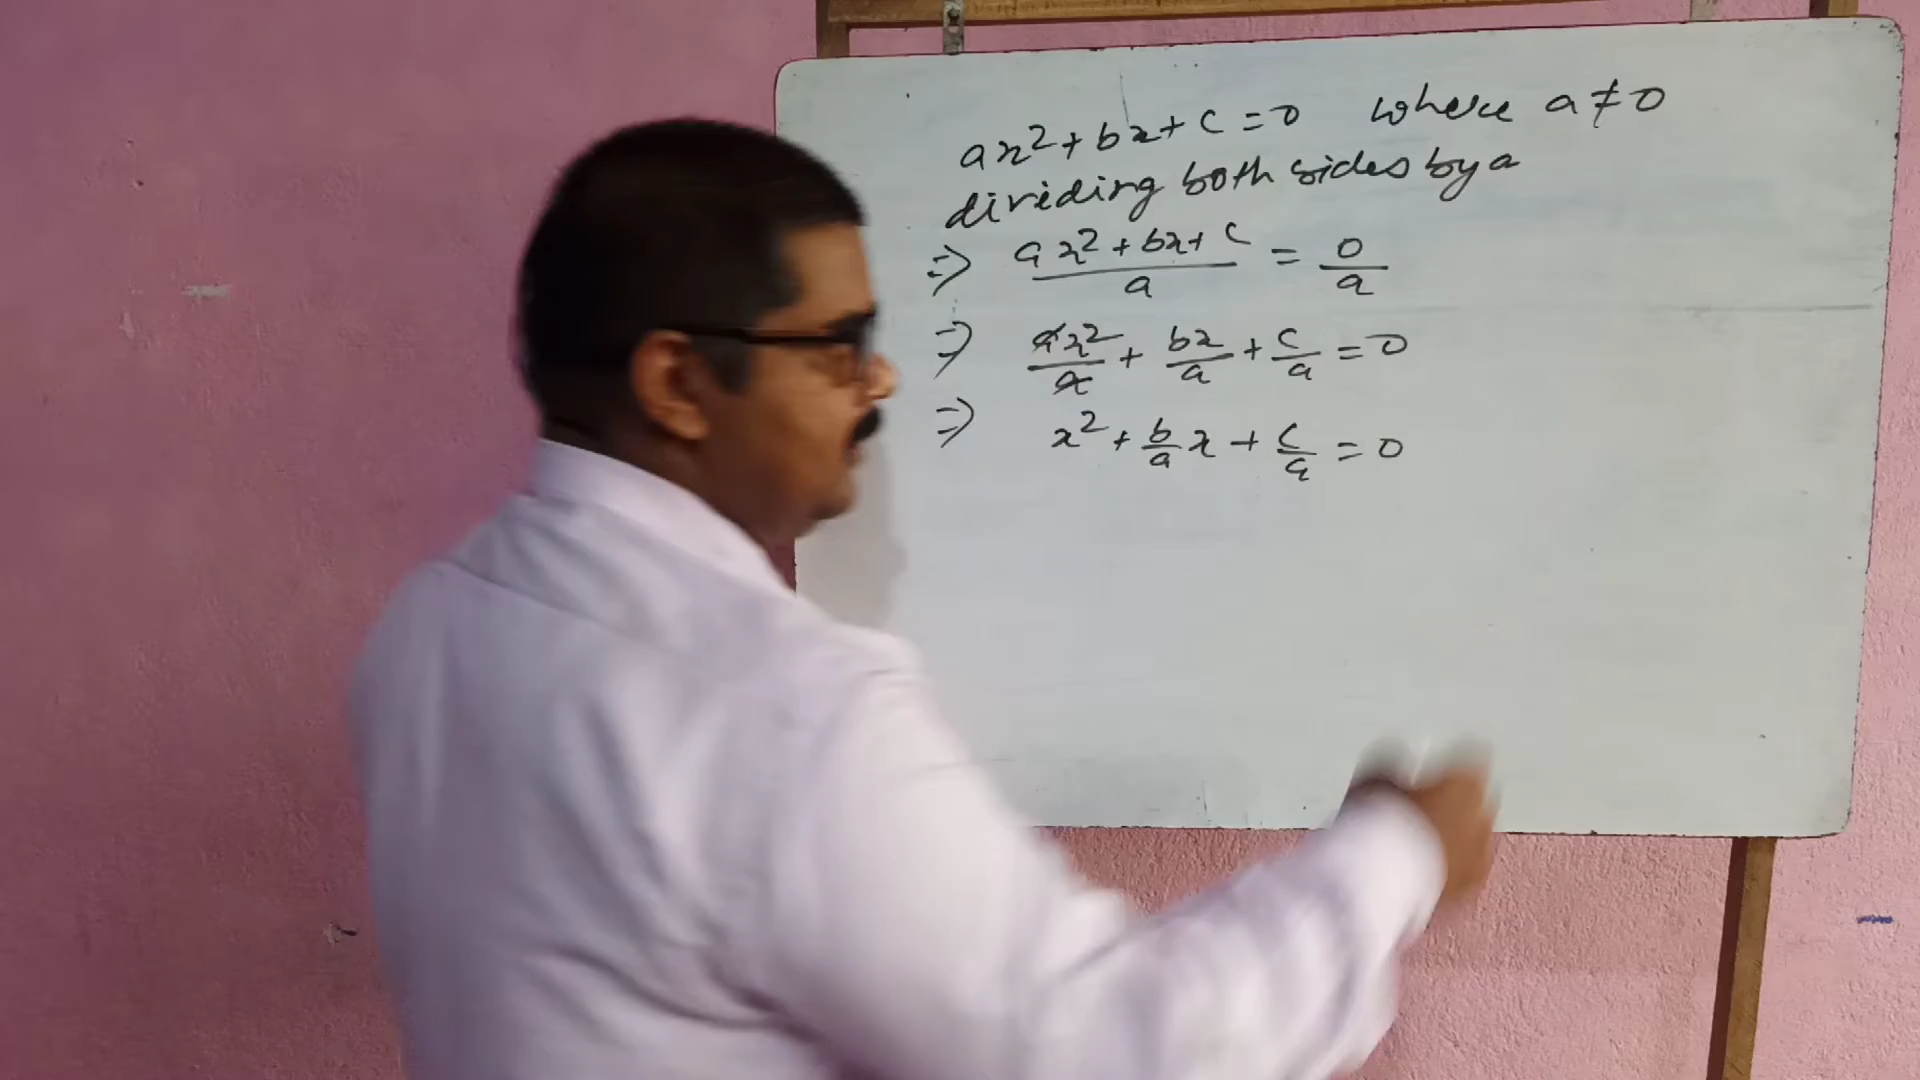 ax²+bx+c=0 where a≠0
dividing both sides by a
⇒ ax²+bx+c/a = 0/a
⇒ ax²/a + bx/a + c/a = 0
⇒ x² + b/a x + c/a = 0